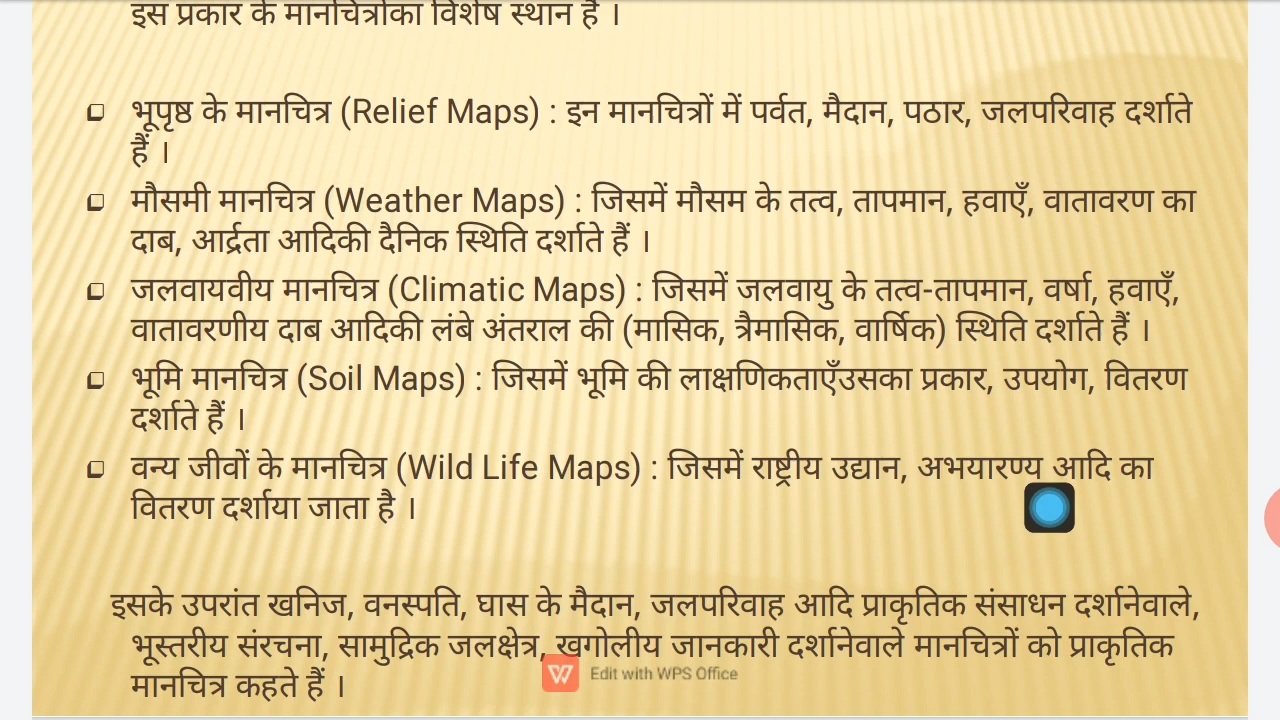 इस प्रकार के मानचित्रोंका विशेष स्थान है ।
भूपृष्ठ के मानचित्र (Relief Maps) : इन मानचित्रों में पर्वत, मैदान, पठार, जलपरिवाह दर्शाते
हैं ।
मौसमी मानचित्र (Weather Maps) : जिसमें मौसम के तत्व, तापमान, हवाएँ, वातावरण का
दाब, आर्द्रता आदिकी दैनिक स्थिति दर्शाते हैं ।
जलवायवीय मानचित्र (Climatic Maps) : जिसमें जलवायु के तत्व-तापमान, वर्षा, हवाएँ,
वातावरणीय दाब आदिकी लंबे अंतराल की (मासिक, त्रैमासिक, वार्षिक) स्थिति दर्शाते हैं ।
भूमि मानचित्र (Soil Maps) : जिसमें भूमि की लाक्षणिकताएँउसका प्रकार, उपयोग, वितरण
दर्शाते हैं ।
वन्य जीवों के मानचित्र (Wild Life Maps) : जिसमें राष्ट्रीय उद्यान, अभयारण्य आदि का
वितरण दर्शाया जाता है ।
इसके उपरांत खनिज, वनस्पति, घास के मैदान, जलपरिवाह आदि प्राकृतिक संसाधन दर्शानेवाले,
भूस्तरीय संरचना, सामुद्रिक जलक्षेत्र, खगोलीय जानकारी दर्शानेवाले मानचित्रों को प्राकृतिक
मानचित्र कहते हैं ।
Edit with WPS Office